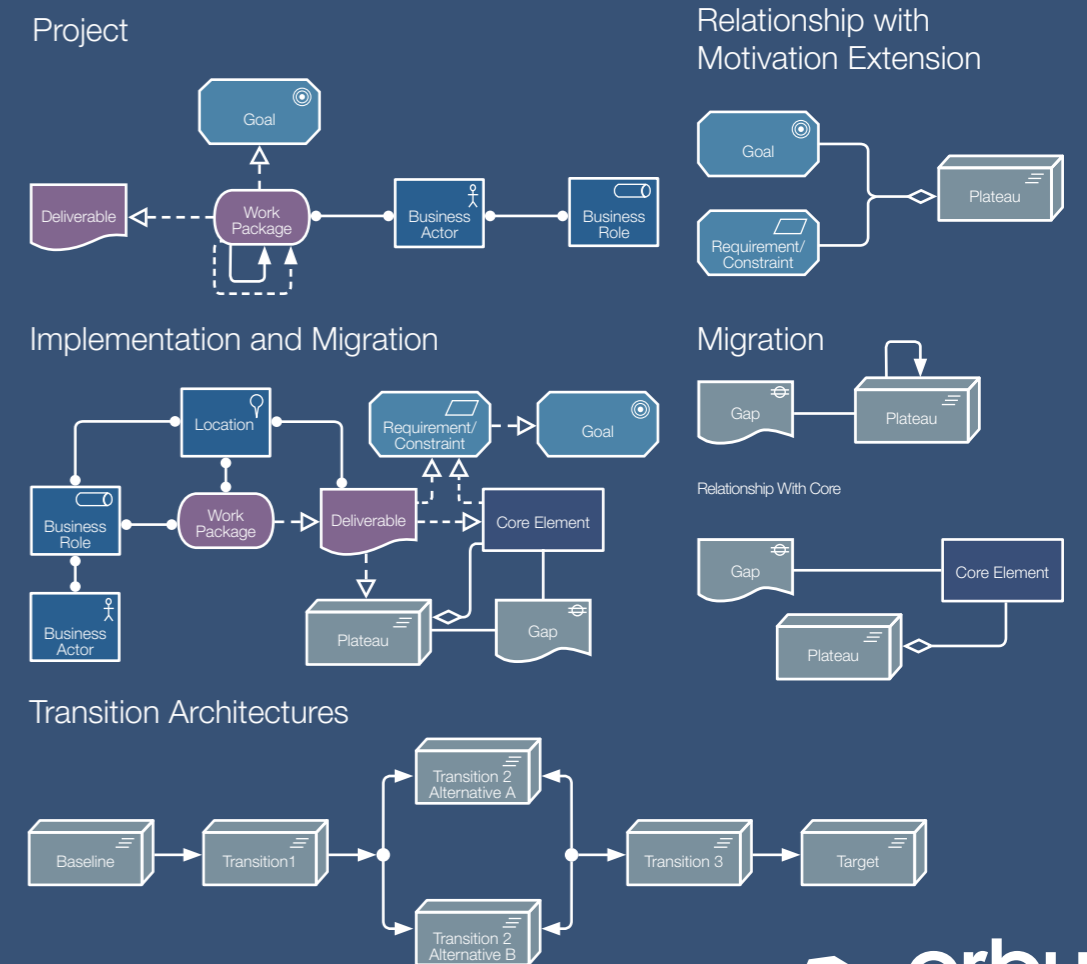 Project
Goal
Deliverable
Work
Package
Business
Actor
Business
Role
Relationship with
Motivation Extension
Goal
Requirement/
Constraint
Plateau
Implementation and Migration
Location
Requirement/
Constraint
Goal
Business
Role
Work
Package
Deliverable
Core Element
Business
Actor
Plateau
Gap
Migration
Gap
Plateau
Relationship With Core
Gap
Core Element
Plateau
Transition Architectures
Baseline
Transition1
Transition 2
Alternative A
Transition 2
Alternative B
Transition 3
Target